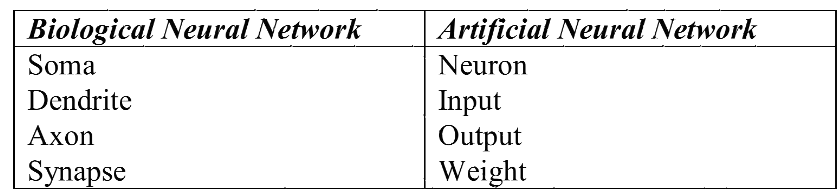 Biological Neural Network Artificial Neural Network
Soma Neuron
Dendrite Input
Axon Output
Synapse Weight